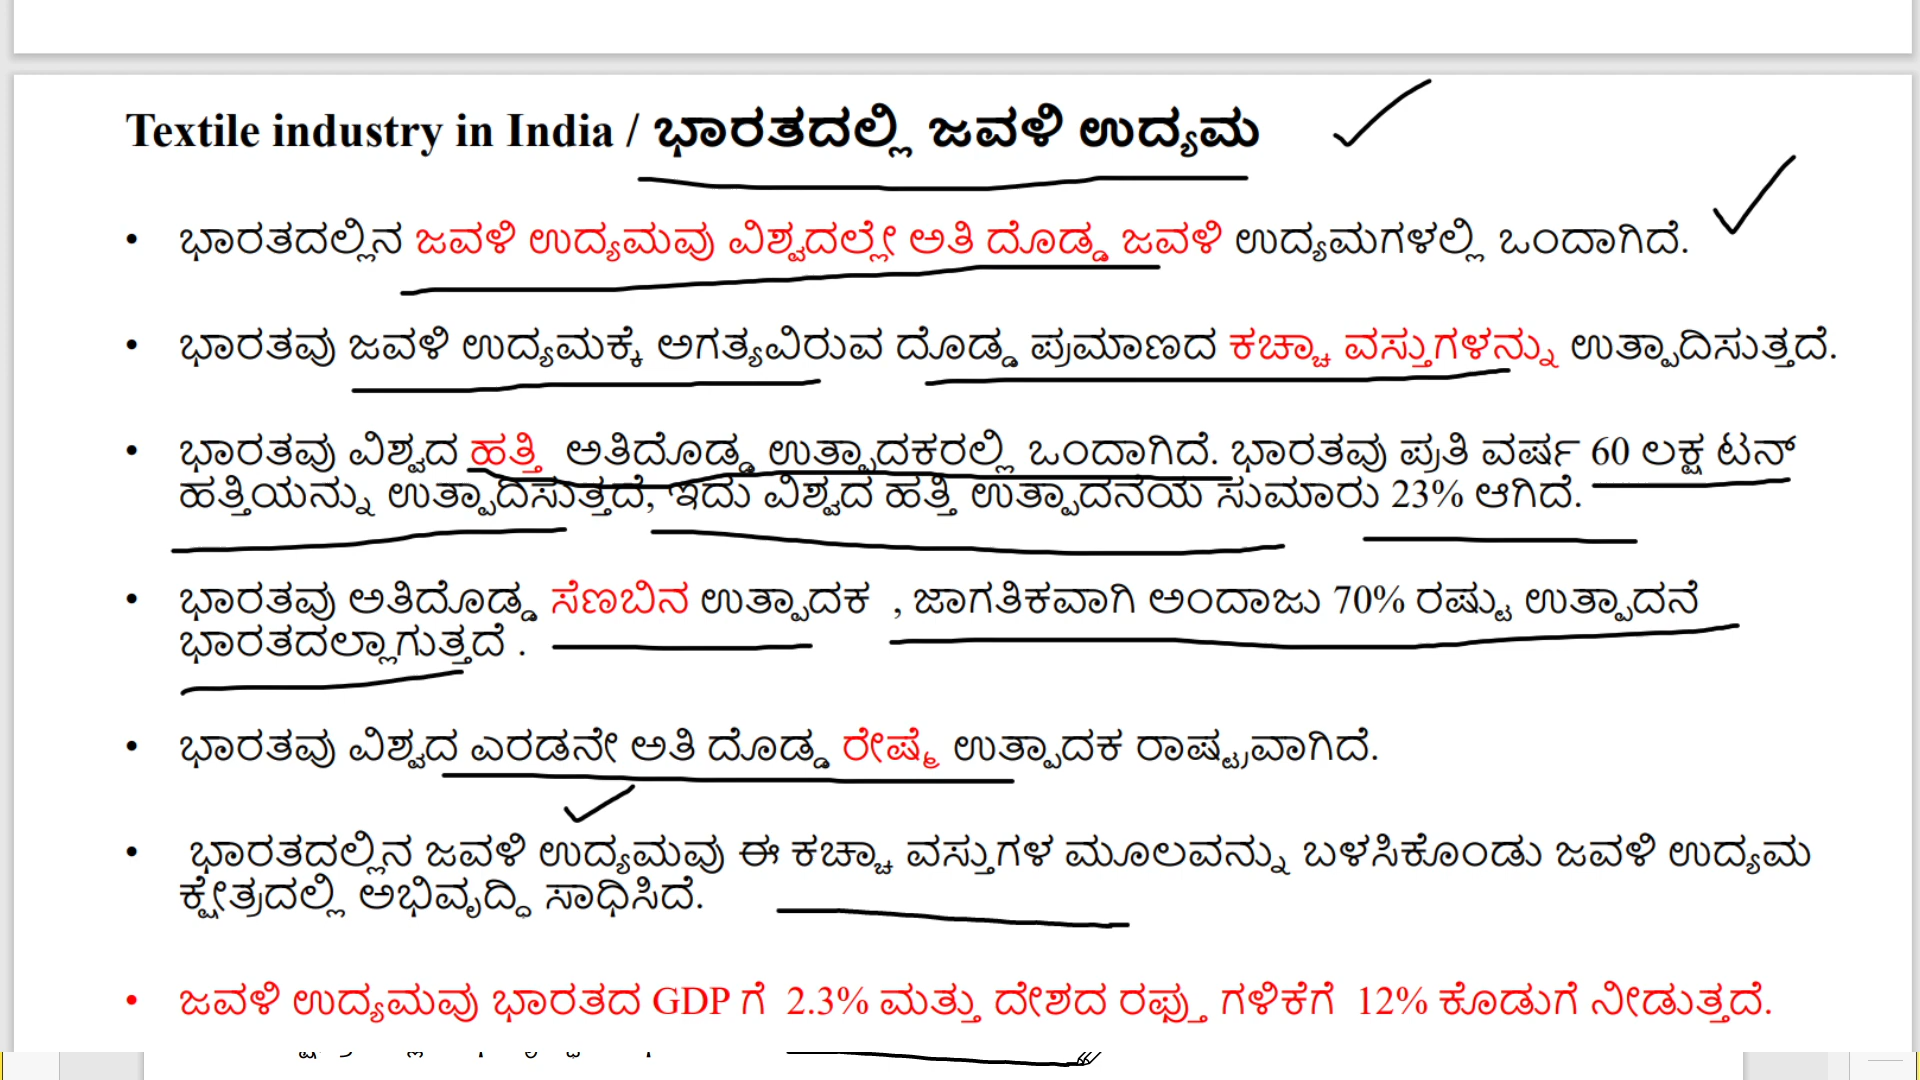 Textile industry in India / ಭಾರತದಲ್ಲಿ ಜವಳಿ ಉದ್ಯಮ
• ಭಾರತದಲ್ಲಿನ ಜವಳಿ ಉದ್ಯಮವು ವಿಶ್ವದಲ್ಲೇ ಅತಿ ದೊಡ್ಡ ಜವಳಿ ಉದ್ಯಮಗಳಲ್ಲಿ ಒಂದಾಗಿದೆ.
• ಭಾರತವು ಜವಳಿ ಉದ್ಯಮಕ್ಕೆ ಅಗತ್ಯವಿರುವ ದೊಡ್ಡ ಪ್ರಮಾಣದ ಕಚ್ಚಾ ವಸ್ತುಗಳನ್ನು ಉತ್ಪಾದಿಸುತ್ತದೆ.
• ಭಾರತವು ವಿಶ್ವದ ಹತ್ತಿ ಅತಿದೊಡ್ಡ ಉತ್ಪಾದಕರಲ್ಲಿ ಒಂದಾಗಿದೆ. ಭಾರತವು ಪ್ರತಿ ವರ್ಷ 60 ಲಕ್ಷ ಟನ್
ಹತ್ತಿಯನ್ನು ಉತ್ಪಾದಿಸುತ್ತದೆ, ಇದು ವಿಶ್ವದ ಹತ್ತಿ ಉತ್ಪಾದನೆಯ ಸುಮಾರು 23% ಆಗಿದೆ.
• ಭಾರತವು ಅತಿದೊಡ್ಡ ಸೆಣಬಿನ ಉತ್ಪಾದಕ , ಜಾಗತಿಕವಾಗಿ ಅಂದಾಜು 70% ರಷ್ಟು ಉತ್ಪಾದನೆ
ಭಾರತದಲ್ಲಾಗುತ್ತದೆ .
• ಭಾರತವು ವಿಶ್ವದ ಎರಡನೇ ಅತಿ ದೊಡ್ಡ ರೇಷ್ಮೆ ಉತ್ಪಾದಕ ರಾಷ್ಟ್ರವಾಗಿದೆ.
• ಭಾರತದಲ್ಲಿನ ಜವಳಿ ಉದ್ಯಮವು ಈ ಕಚ್ಚಾ ವಸ್ತುಗಳ ಮೂಲವನ್ನು ಬಳಸಿಕೊಂಡು ಜವಳಿ ಉದ್ಯಮ
ಕ್ಷೇತ್ರದಲ್ಲಿ ಅಭಿವೃದ್ಧಿ ಸಾಧಿಸಿದೆ.
• ಜವಳಿ ಉದ್ಯಮವು ಭಾರತದ GDP ಗೆ 2.3% ಮತ್ತು ದೇಶದ ರಫ್ತು ಗಳಿಕೆಗೆ 12% ಕೊಡುಗೆ ನೀಡುತ್ತದೆ.